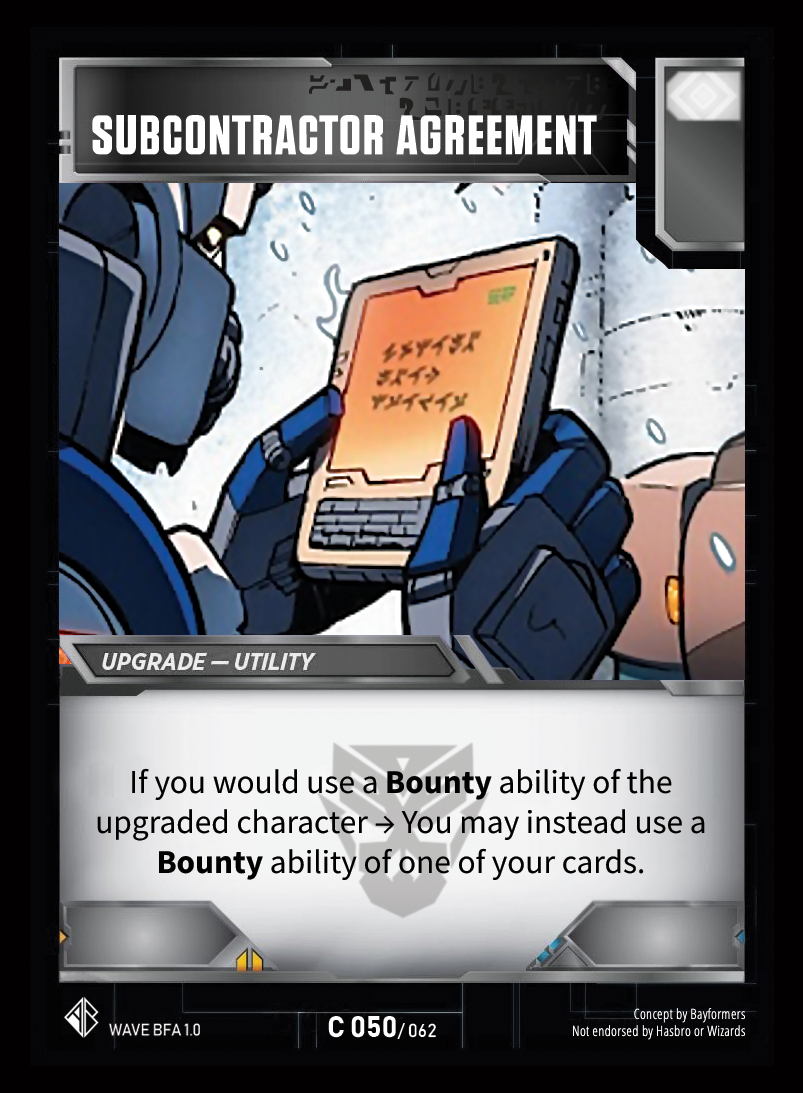 SUBCONTRACTOR AGREEMENT
UPGRADE — UTILITY
If you would use a Bounty ability of the
upgraded character → You may instead use a
Bounty ability of one of your cards.
WAVE BFA 1.0
C 050/062
Concept by Bayformers
Not endorsed by Hasbro or Wizards